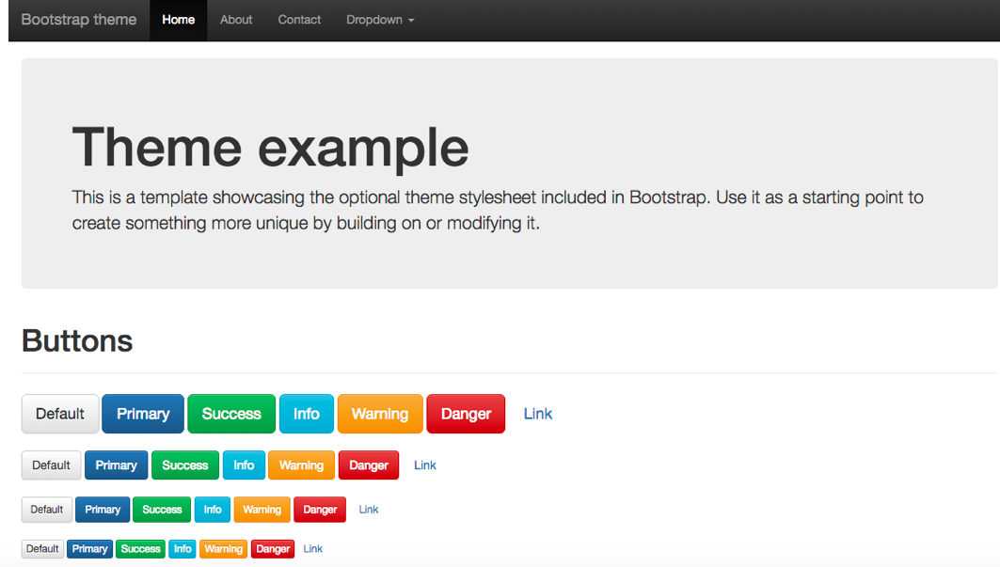 Bootstrap theme Home About Contact Dropdown
Theme example
This is a template showcasing the optional theme stylesheet included in Bootstrap. Use it as a starting point to
create something more unique by building on or modifying it.
Buttons
Default Primary Success Info Warning Danger Link
Default Primary Success Info Warning Danger Link
Default Primary Success Info Warning Danger Link
Default Primary Success Info Warning Danger Link